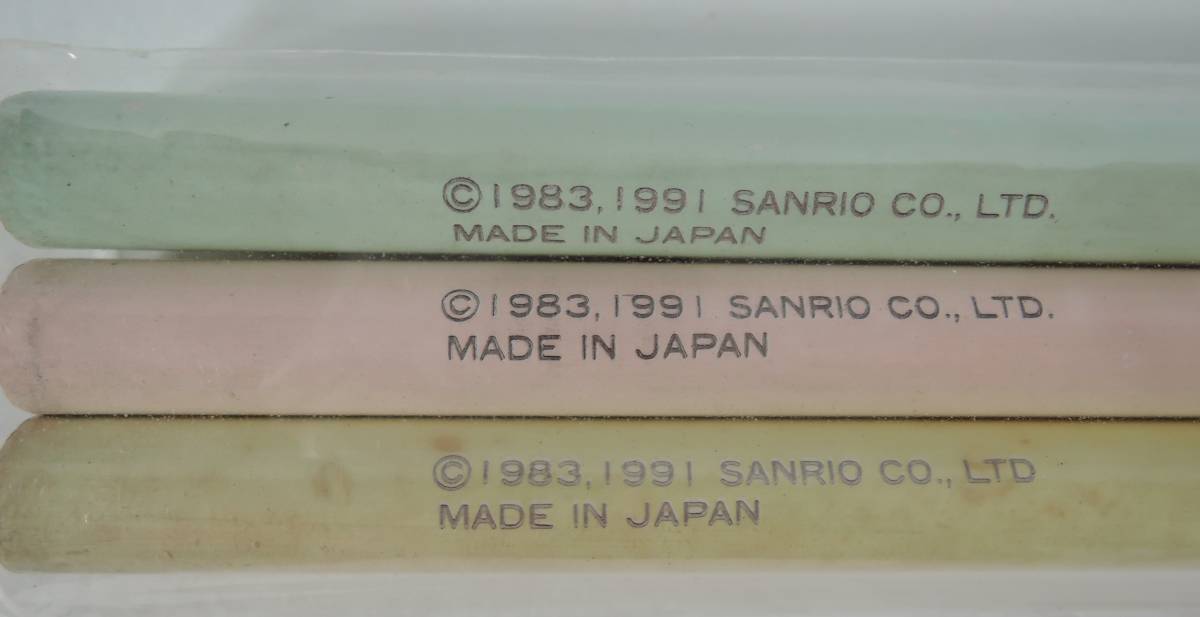 ©1983,1991 SANRIO CO., LTD.
MADE IN JAPAN
©1983,1991 SANRIO CO., LTD.
MADE IN JAPAN
©1983,1991 SANRIO CO., LTD
MADE IN JAPAN